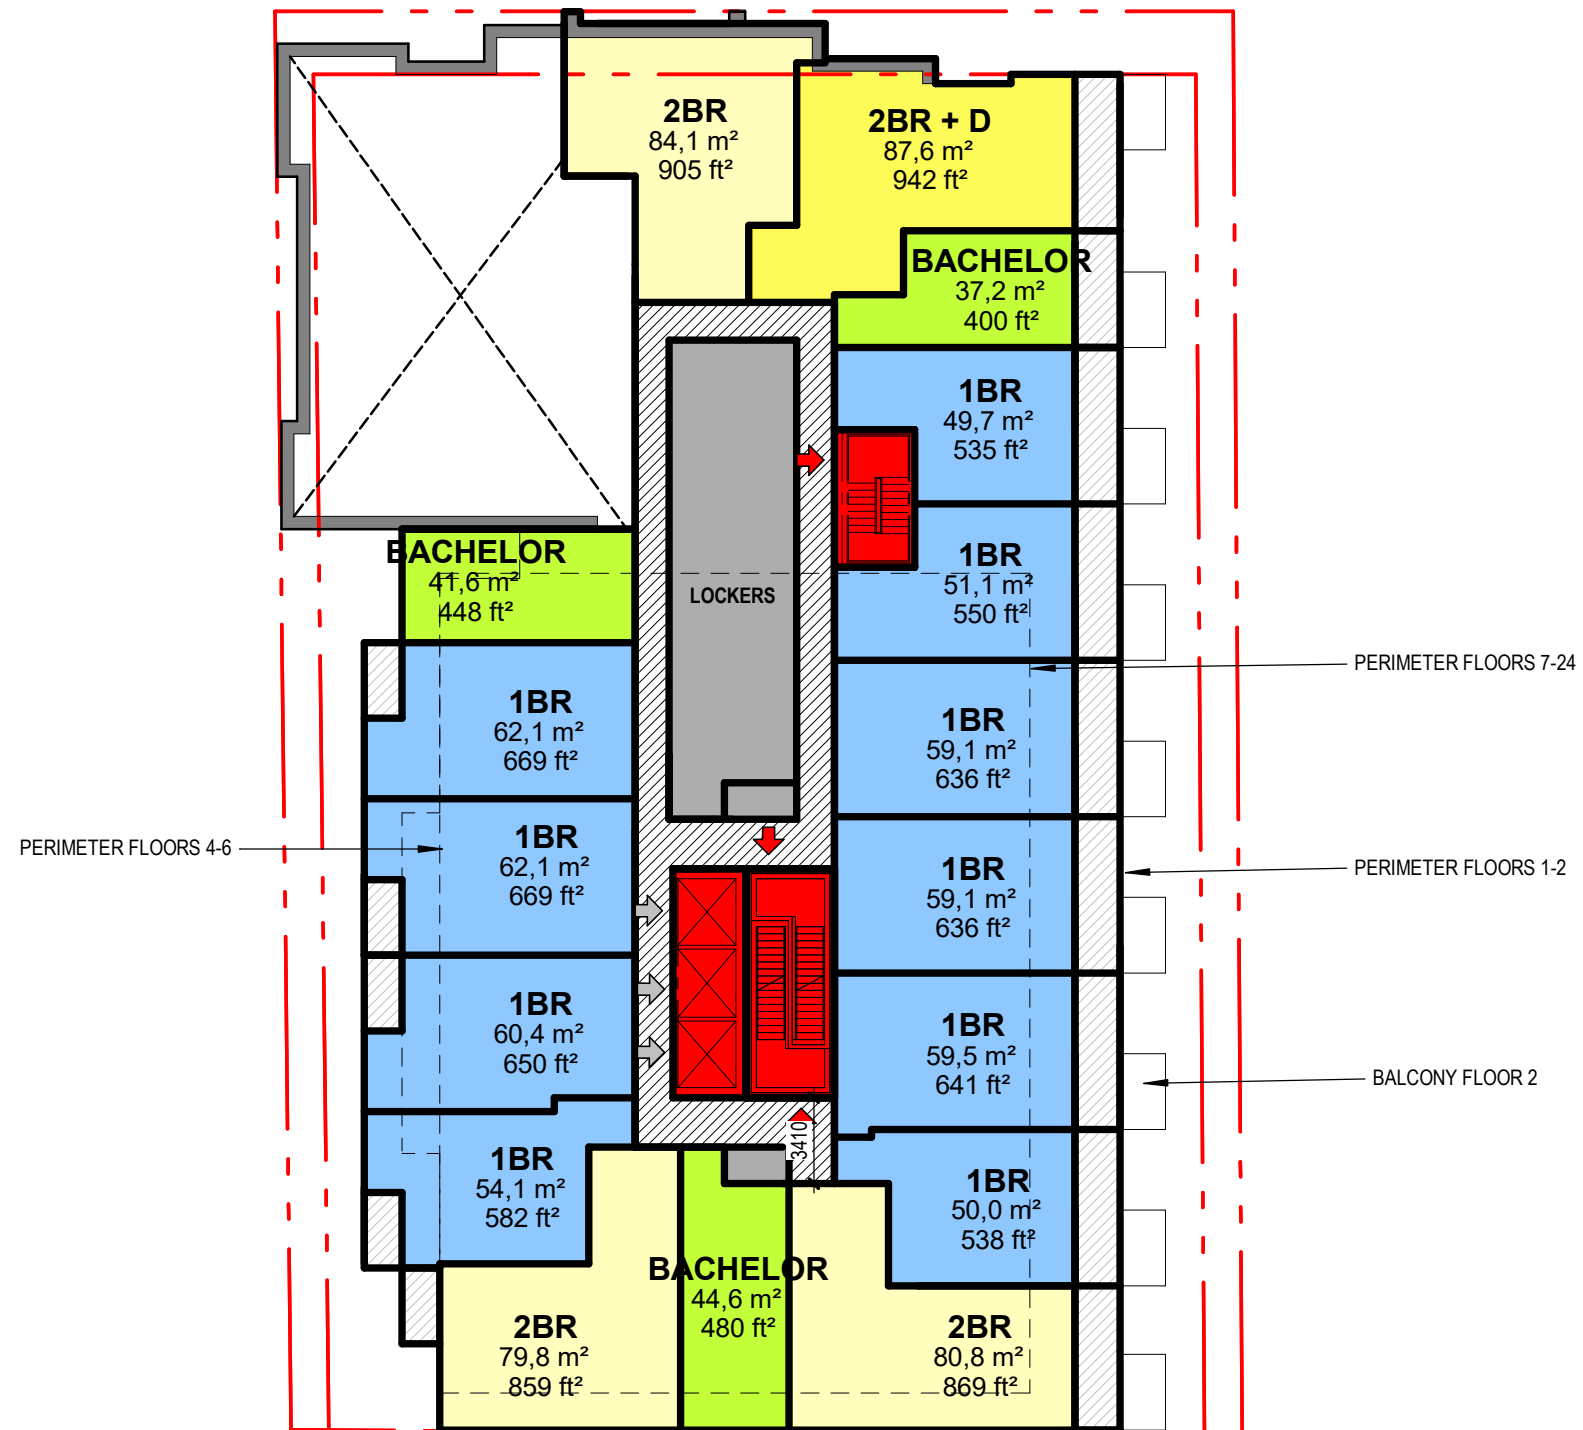 2BR
84,1 m²
905 ft²
2BR + D
87,6 m²
942 ft²
BACHELOR
37,2 m²
400 ft²
1BR
49,7 m²
535 ft²
BACHELOR
41,6 m²
448 ft²
LOCKERS
1BR
51,1 m²
550 ft²
PERIMETER FLOORS 7-24
1BR
62,1 m²
669 ft²
1BR
59,1 m²
636 ft²
PERIMETER FLOORS 4-6
1BR
62,1 m²
669 ft²
1BR
59,1 m²
636 ft²
PERIMETER FLOORS 1-2
1BR
60,4 m²
650 ft²
1BR
59,5 m²
641 ft²
BALCONY FLOOR 2
3410
1BR
54,1 m²
582 ft²
1BR
50,0 m²
538 ft²
BACHELOR
44,6 m²
480 ft²
2BR
79,8 m²
859 ft²
2BR
80,8 m²
869 ft²